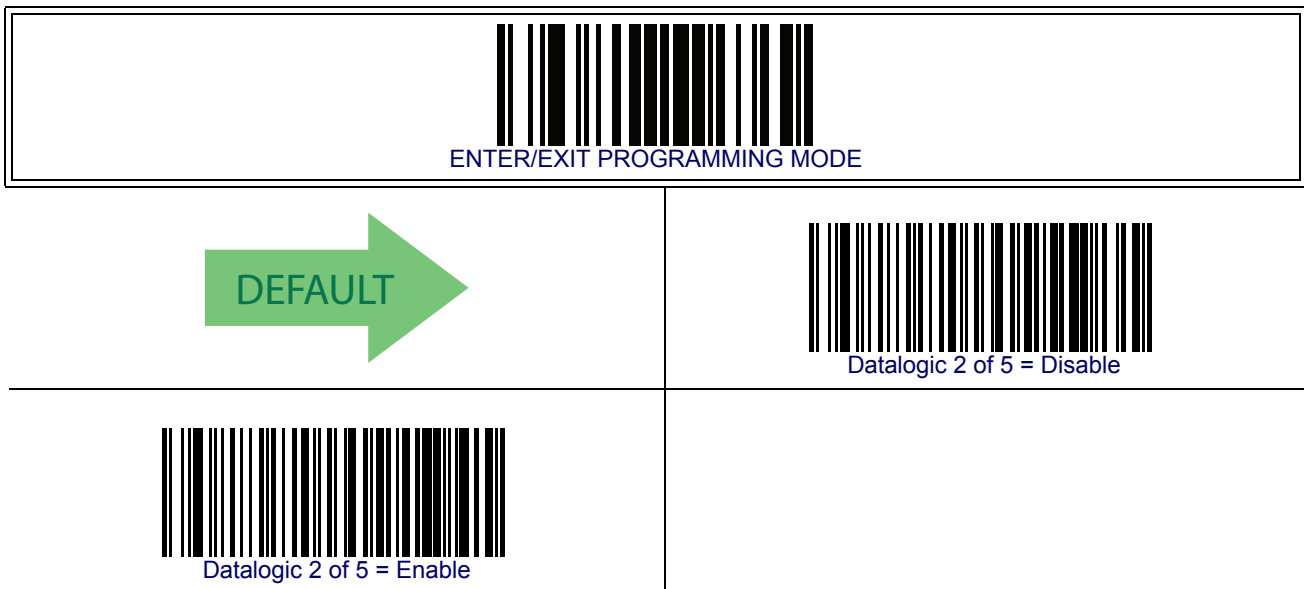 ENTER/EXIT PROGRAMMING MODE
DEFAULT
Datalogic 2 of 5 = Disable
Datalogic 2 of 5 = Enable